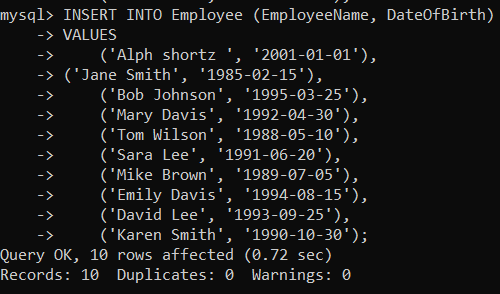 mysql> INSERT INTO Employee (EmployeeName, DateOfBirth)
    -> VALUES
    ->     ('Alph shortz ', '2001-01-01'),
    -> ('Jane Smith', '1985-02-15'),
    ->     ('Bob Johnson', '1995-03-25'),
    ->     ('Mary Davis', '1992-04-30'),
    ->     ('Tom Wilson', '1988-05-10'),
    ->     ('Sara Lee', '1991-06-20'),
    ->     ('Mike Brown', '1989-07-05'),
    ->     ('Emily Davis', '1994-08-15'),
    ->     ('David Lee', '1993-09-25'),
    ->     ('Karen Smith', '1990-10-30');
Query OK, 10 rows affected (0.72 sec)
Records: 10  Duplicates: 0  Warnings: 0